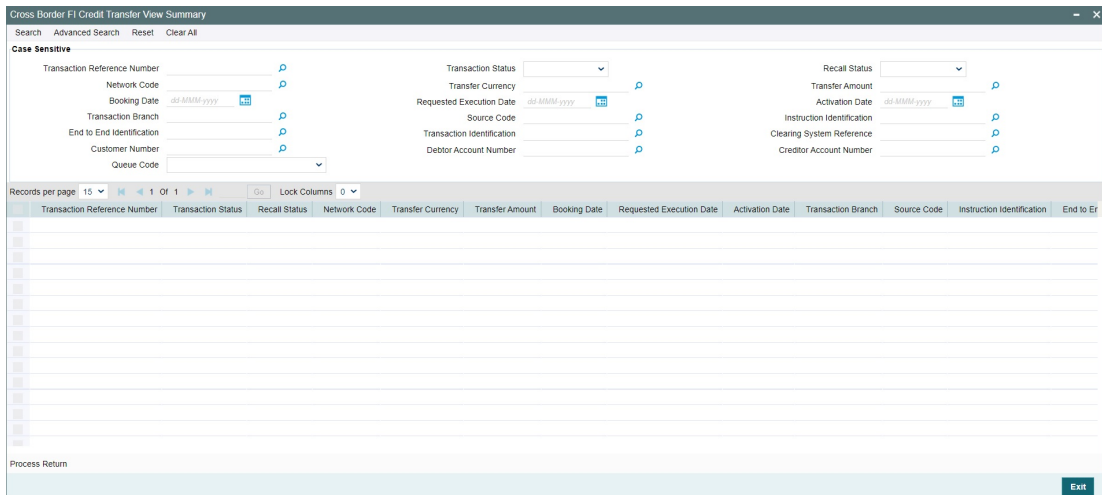 Cross Border FI Credit Transfer View Summary
Search Advanced Search Reset Clear All
Case Sensitive
Transaction Reference Number Transaction Status Recall Status
Network Code Transfer Currency Transfer Amount
Booking Date dd-MMM-yyyy Requested Execution Date dd-MMM-yyyy Activation Date dd-MMM-yyyy
Transaction Branch Source Code Instruction Identification
End to End Identification Transaction Identification Clearing System Reference
Customer Number Debtor Account Number Creditor Account Number
Queue Code
Records per page 15 1 Of 1 Go Lock Columns 0
Transaction Reference Number Transaction Status Recall Status Network Code Transfer Currency Transfer Amount Booking Date Requested Execution Date Activation Date Transaction Branch Source Code Instruction Identification End to Er
Process Return
Exit